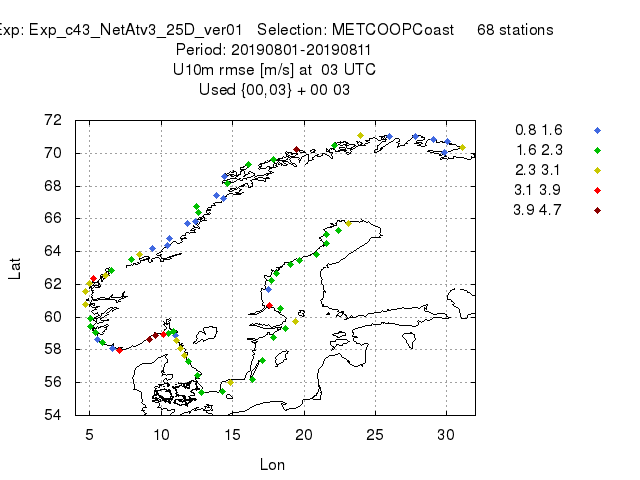 Exp: Exp_c43_NetAtv3_25D_ver01 Selection: METCOOPCoast 68 stations
Period: 20190801-20190811
U10m rmse [m/s] at 03 UTC
Used {00,03} + 00 03
72
70
68
66
64
62
60
58
56
54
Lat
5 10 15 20 25 30
Lon
0.8 1.6
1.6 2.3
2.3 3.1
3.1 3.9
3.9 4.7